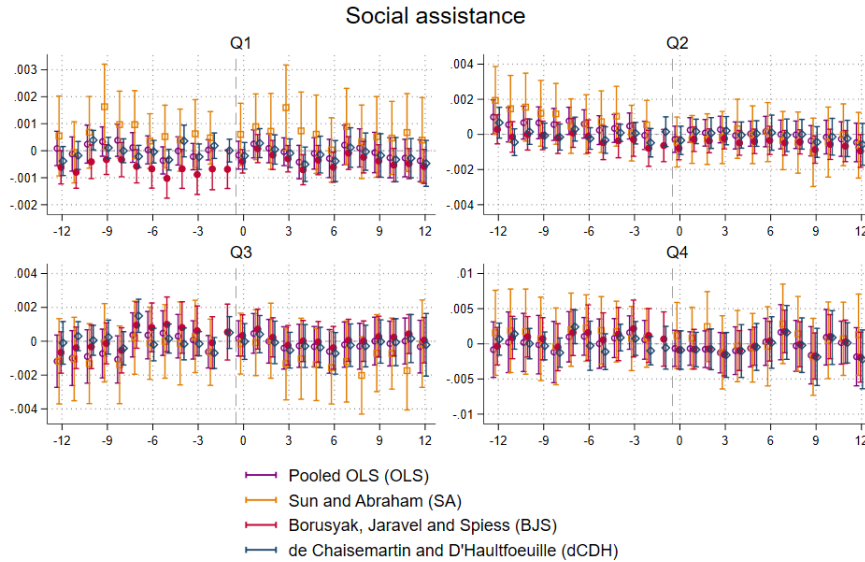 Social assistance
Q1
Q2
.003
.002
.001
0
-.001
-.002
-12 -9 -6 -3 0 3 6 9 12
.004
.002
0
-.002
-.004
-12 -9 -6 -3 0 3 6 9 12
Q3
Q4
.004
.002
0
-.002
-.004
-12 -9 -6 -3 0 3 6 9 12
.01
.005
0
-.005
-.01
-12 -9 -6 -3 0 3 6 9 12
Pooled OLS (OLS)
Sun and Abraham (SA)
Borusyak, Jaravel and Spiess (BJS)
de Chaisemartin and D'Haultfoeuille (dCDH)